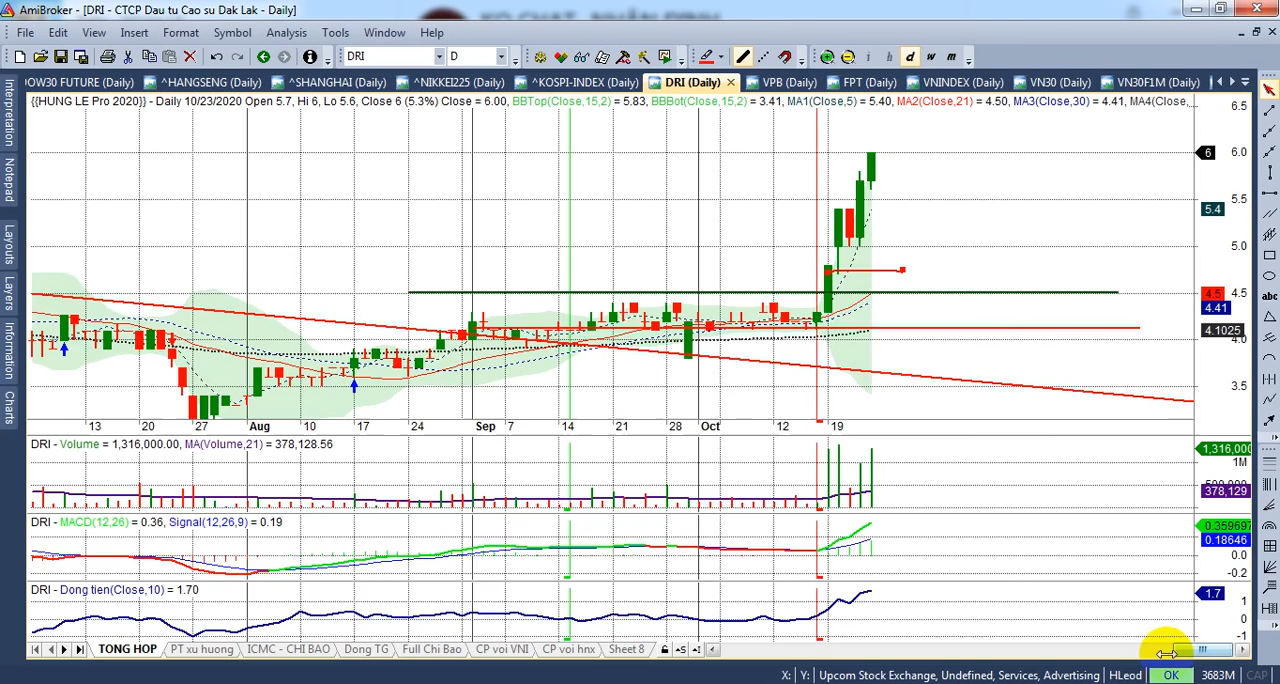 AmiBroker - [DRI - CTCP Dau tu Cao su Dak Lak - Daily]
File Edit View Insert Format Symbol Analysis Tools Window Help
DRI D d w m
OW30 FUTURE (Daily) ^HANGSENG (Daily) ^SHANGHAI (Daily) ^NIKKEI225 (Daily) ^KOSPI-INDEX (Daily) DRI (Daily) VPB (Daily) FPT (Daily) VNINDEX (Daily) VN30 (Daily) VN30F1M (Daily)
{{HUNG LE Pro 2020}} - Daily 10/23/2020 Open 5.7, Hi 6, Lo 5.6, Close 6 (5.3%) Close = 6.00, BBTop(Close,15,2) = 5.83, BBBot(Close,15,2) = 3.41, MA1(Close,5) = 5.40, MA2(Close,21) = 4.50, MA3(Close,30) = 4.41, MA4(Close,
Interpretation
Notepad
Layouts
Layers
Information
Charts
abc
6.5
6 6.0
5.5
5.4
5.0
4.5 4.5
4.41
4.1025
4.0
3.5
13 20 27 Aug 10 17 24 Sep 7 14 21 28 Oct 12 19
DRI - Volume = 1,316,000.00, MA(Volume,21) = 378,128.56
1,316,000
1M
378,129
DRI - MACD(12,26) = 0.36, Signal(12,26,9) = 0.19
0.359697
0.18646
0.0
-0.2
DRI - Dong tien(Close,10) = 1.70
1.7
1
0
-1
TONG HOP PT xu huong ICMC - CHI BAO Dong TG Full Chi Bao CP voi VNI CP voi hnx Sheet 8
X: Y: Upcom Stock Exchange, Undefined, Services, Advertising HLeod OK 3683M CAP